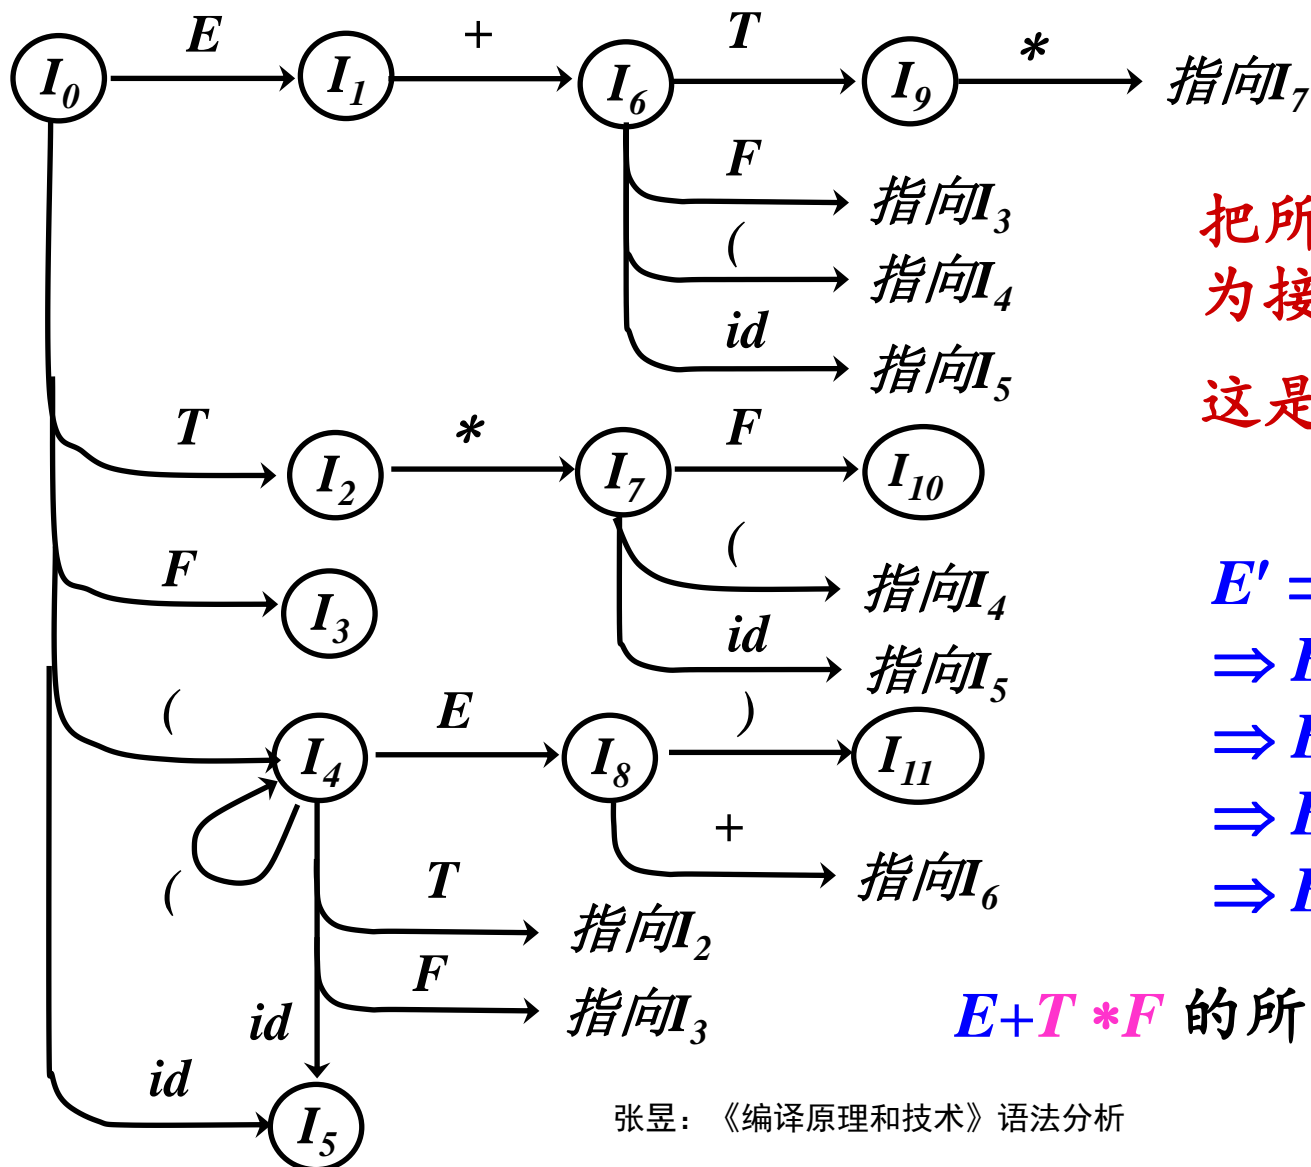 I0 E I1 + I6 T I9 * 指向I7
F 指向I3
( 指向I4
id 指向I5
把所
为接
这是
T I2 * I7 F I10
( 指向I4
id 指向I5
F I3
E′ ⇒
⇒ E
⇒ E
⇒ E
⇒ E
( I4 E I8 ) I11
+ 指向I6
(
T 指向I2
F 指向I3
id
id I5
E+T *F 的所
张昱：《编译原理和技术》语法分析